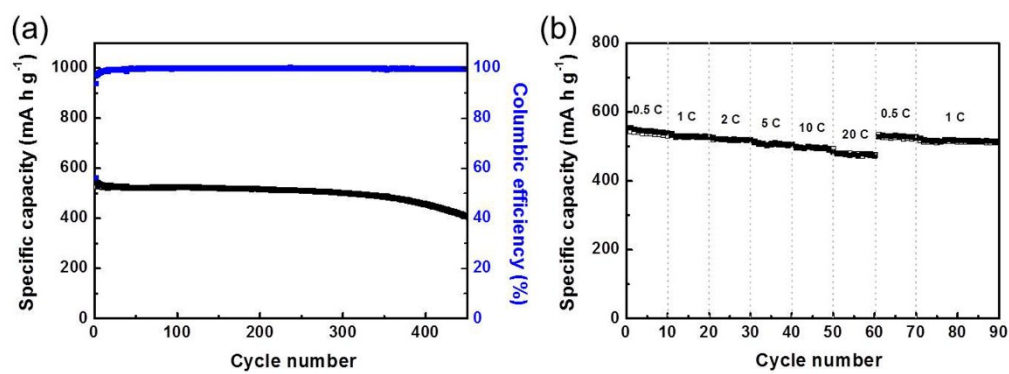 (a)
Specific capacity (mA h g⁻¹)
1000
800
600
400
200
0
100
80
60
40
20
0
Columbic efficiency (%)
0 100 200 300 400
Cycle number
(b)
Specific capacity (mA h g⁻¹)
800
600
400
200
0
0.5 C 1 C 2 C 5 C 10 C 20 C 0.5 C 1 C
0 10 20 30 40 50 60 70 80 90
Cycle number